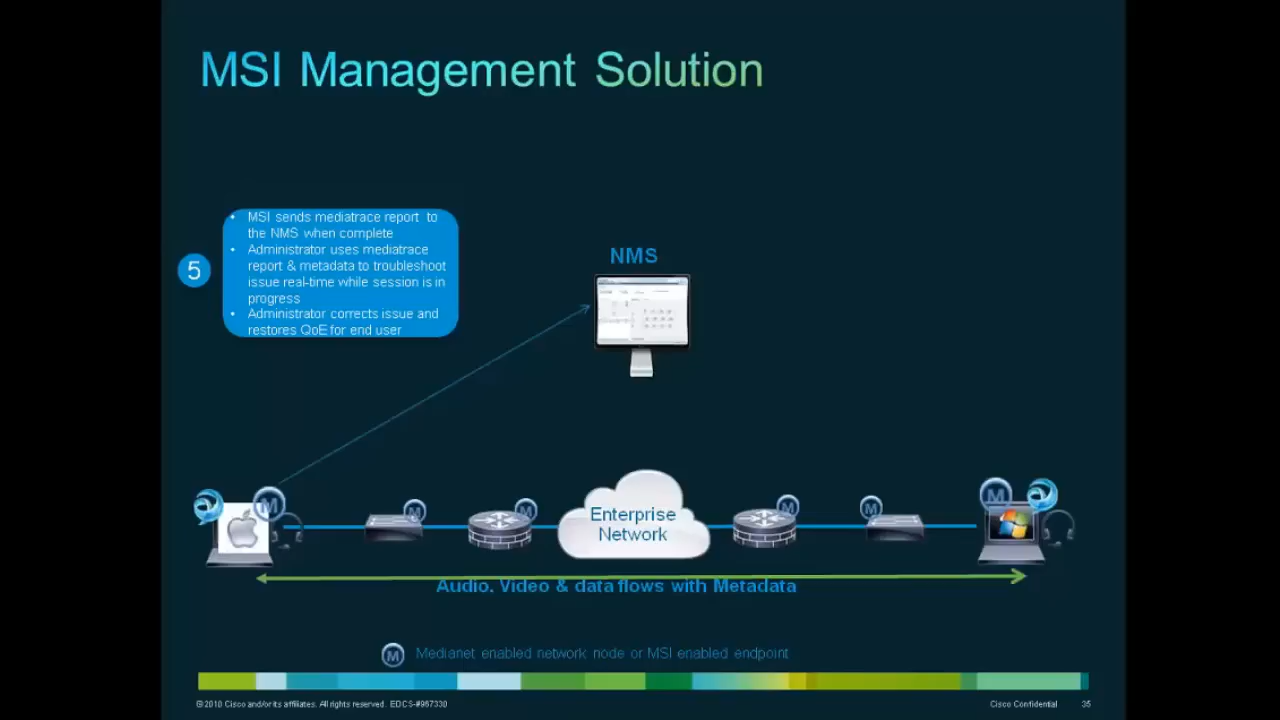 MSI Management Solution
5
• MSI sends mediatrace report to
the NMS when complete
• Administrator uses mediatrace
report & metadata to troubleshoot
issue real-time while session is in
progress
• Administrator corrects issue and
restores QoE for end user
NMS
M
M
M
M
M
M
Enterprise
Network
Audio, Video & data flows with Metadata
M Medianet enabled network node or MSI enabled endpoint
© 2010 Cisco and/or its affiliates. All rights reserved. EDCS-#967330
Cisco Confidential
35